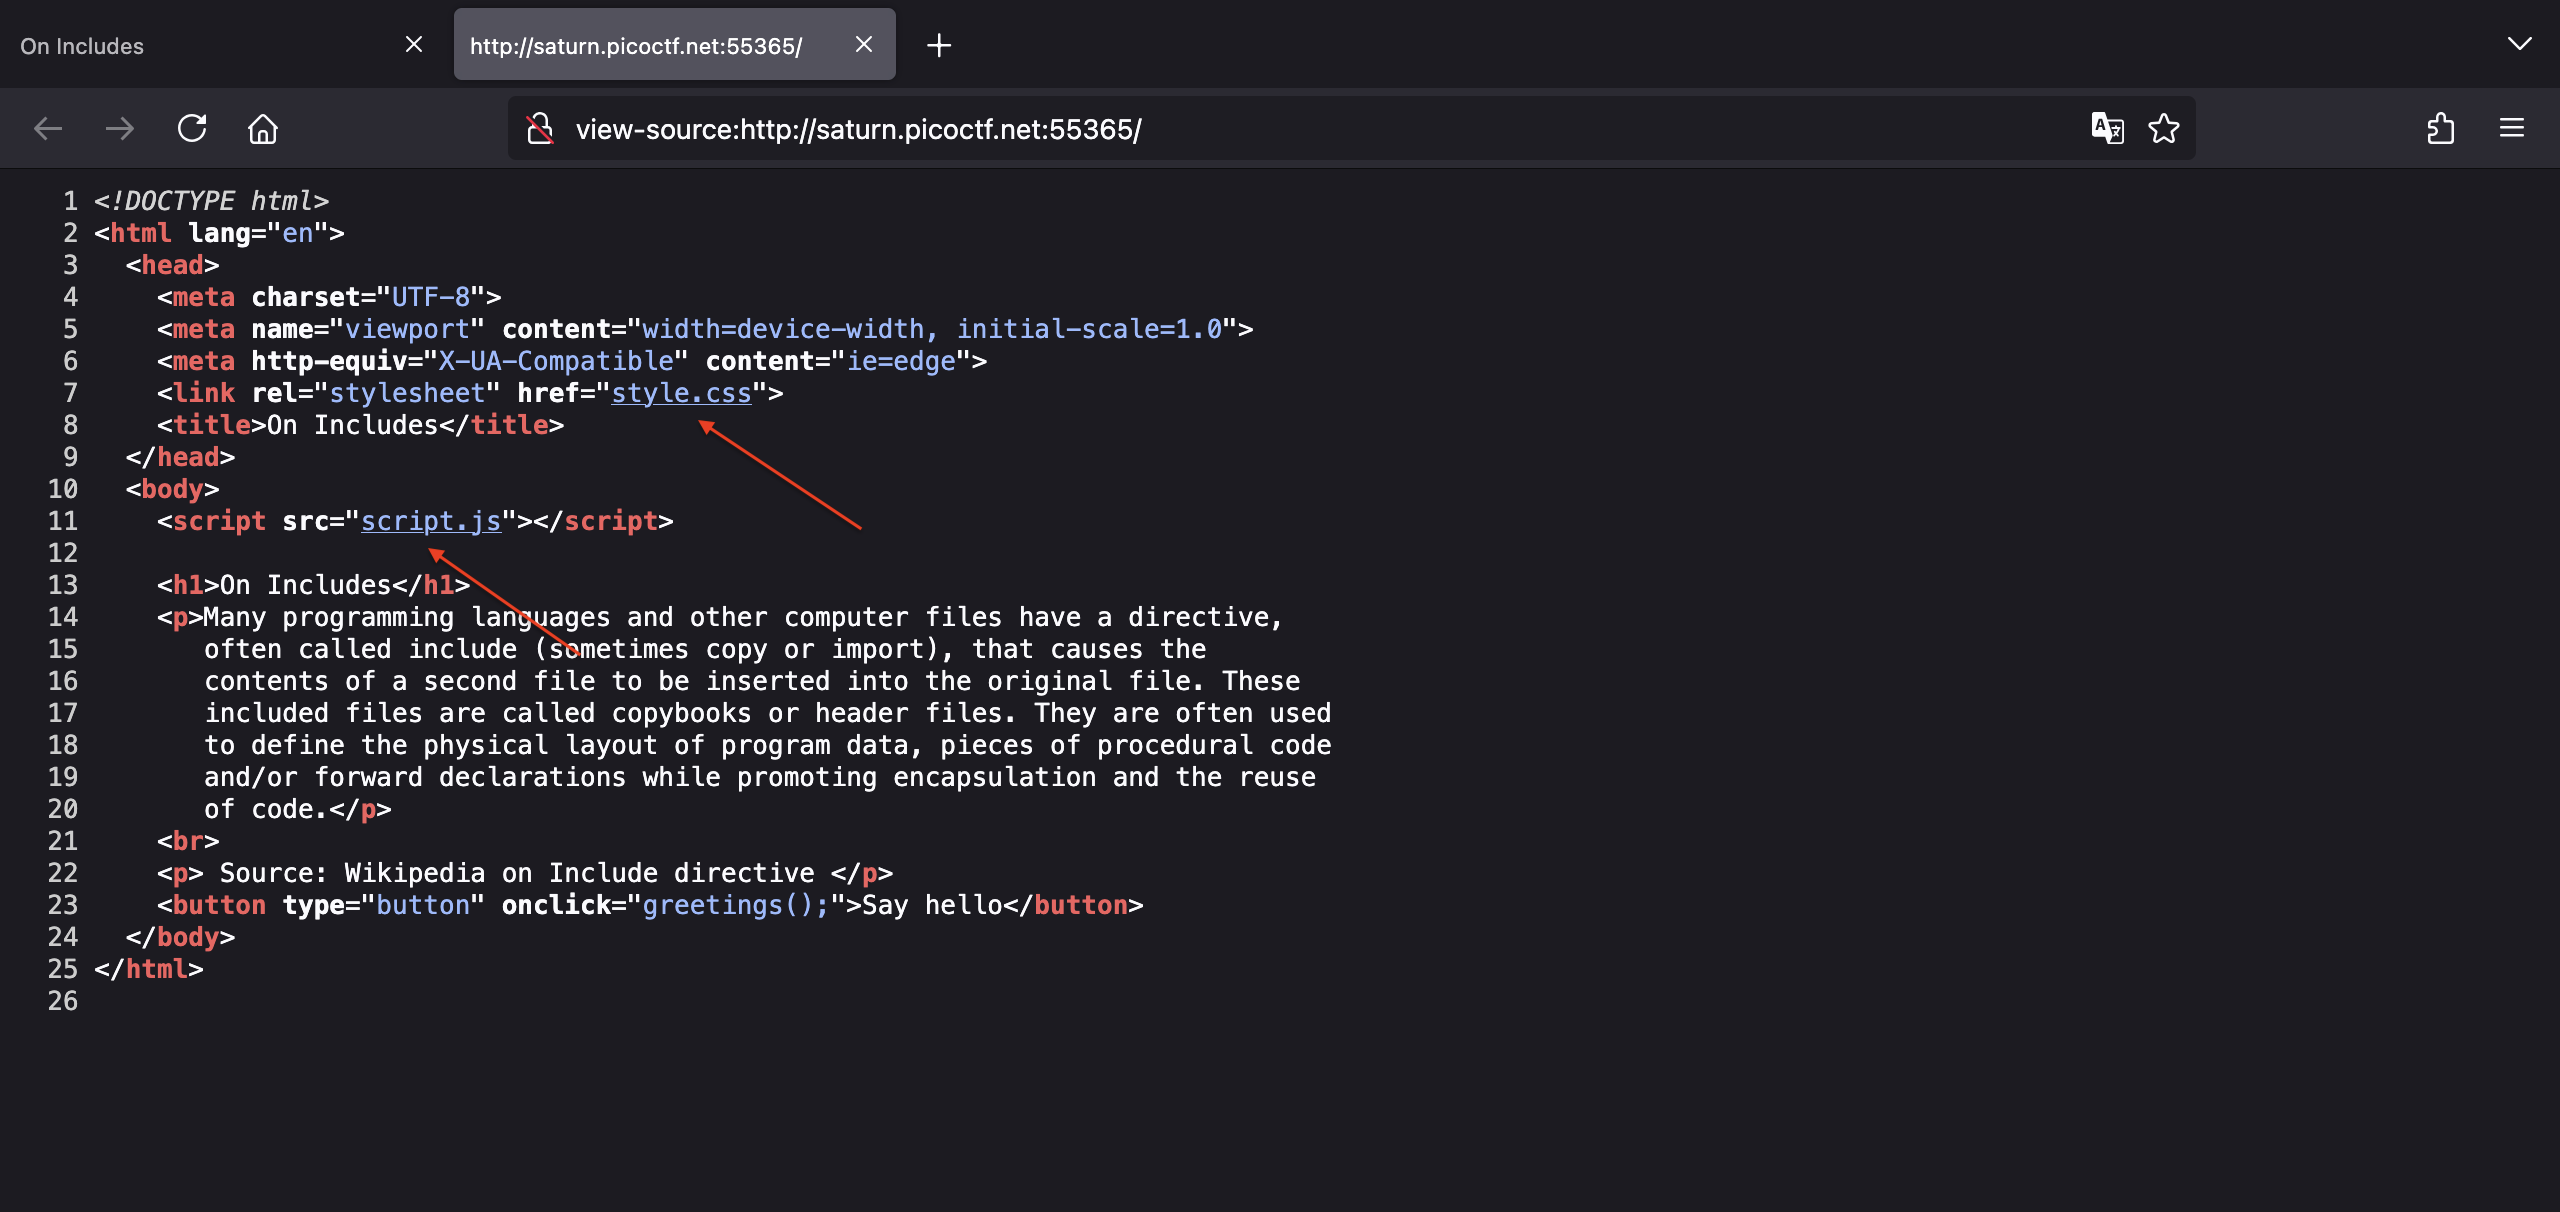 On Includes
http://saturn.picoctf.net:55365/
view-source:http://saturn.picoctf.net:55365/
1 <!DOCTYPE html>
2 <html lang="en">
3   <head>
4     <meta charset="UTF-8">
5     <meta name="viewport" content="width=device-width, initial-scale=1.0">
6     <meta http-equiv="X-UA-Compatible" content="ie=edge">
7     <link rel="stylesheet" href="style.css">
8     <title>On Includes</title>
9   </head>
10   <body>
11     <script src="script.js"></script>
12
13     <h1>On Includes</h1>
14     <p>Many programming languages and other computer files have a directive,
15        often called include (sometimes copy or import), that causes the
16        contents of a second file to be inserted into the original file. These
17        included files are called copybooks or header files. They are often used
18        to define the physical layout of program data, pieces of procedural code
19        and/or forward declarations while promoting encapsulation and the reuse
20        of code.</p>
21     <br>
22     <p> Source: Wikipedia on Include directive </p>
23     <button type="button" onclick="greetings();">Say hello</button>
24   </body>
25 </html>
26